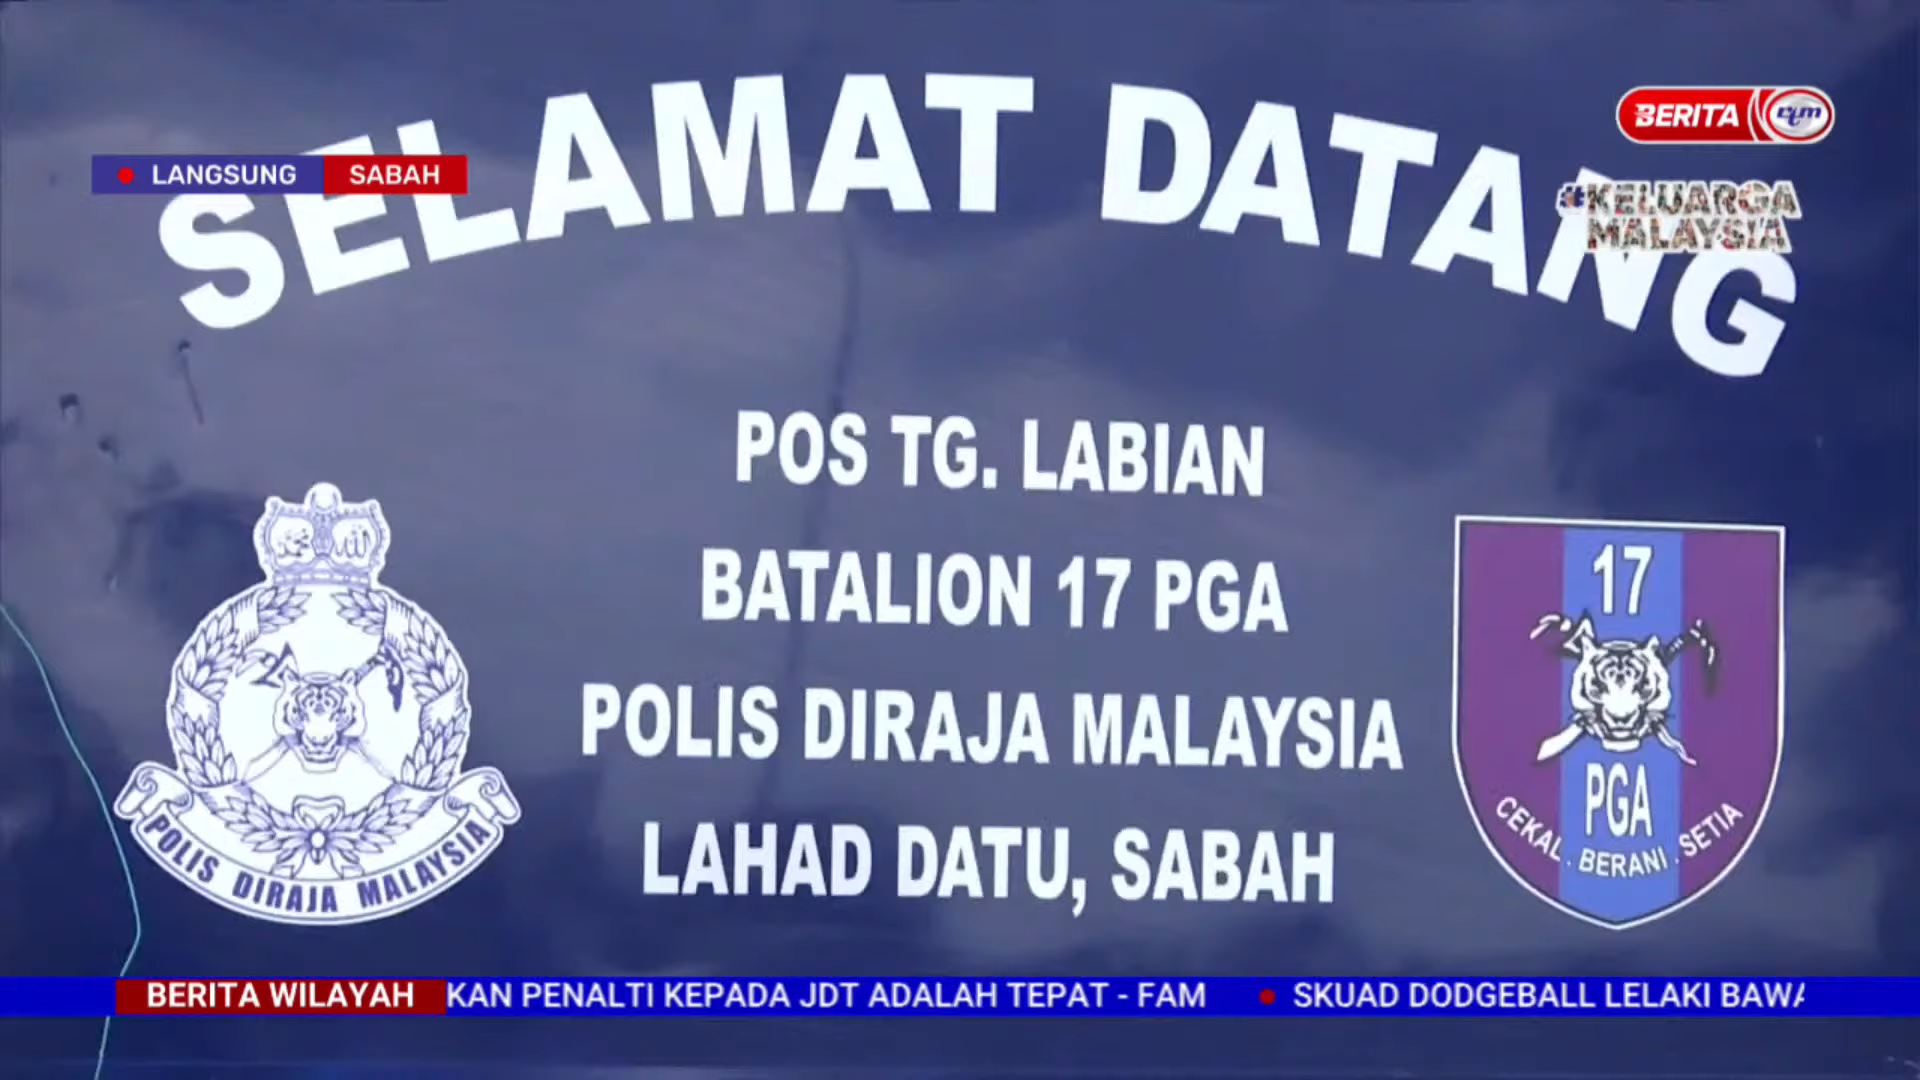 SELAMAT DATANG
LANGSUNG SABAH
BERITA rtm
#KELUARGA
MALAYSIA
POS TG. LABIAN
BATALION 17 PGA
POLIS DIRAJA MALAYSIA
LAHAD DATU, SABAH
POLIS DIRAJA MALAYSIA
17
PGA
CEKAL . BERANI . SETIA
BERITA WILAYAH KAN PENALTI KEPADA JDT ADALAH TEPAT - FAM • SKUAD DODGEBALL LELAKI BAWA